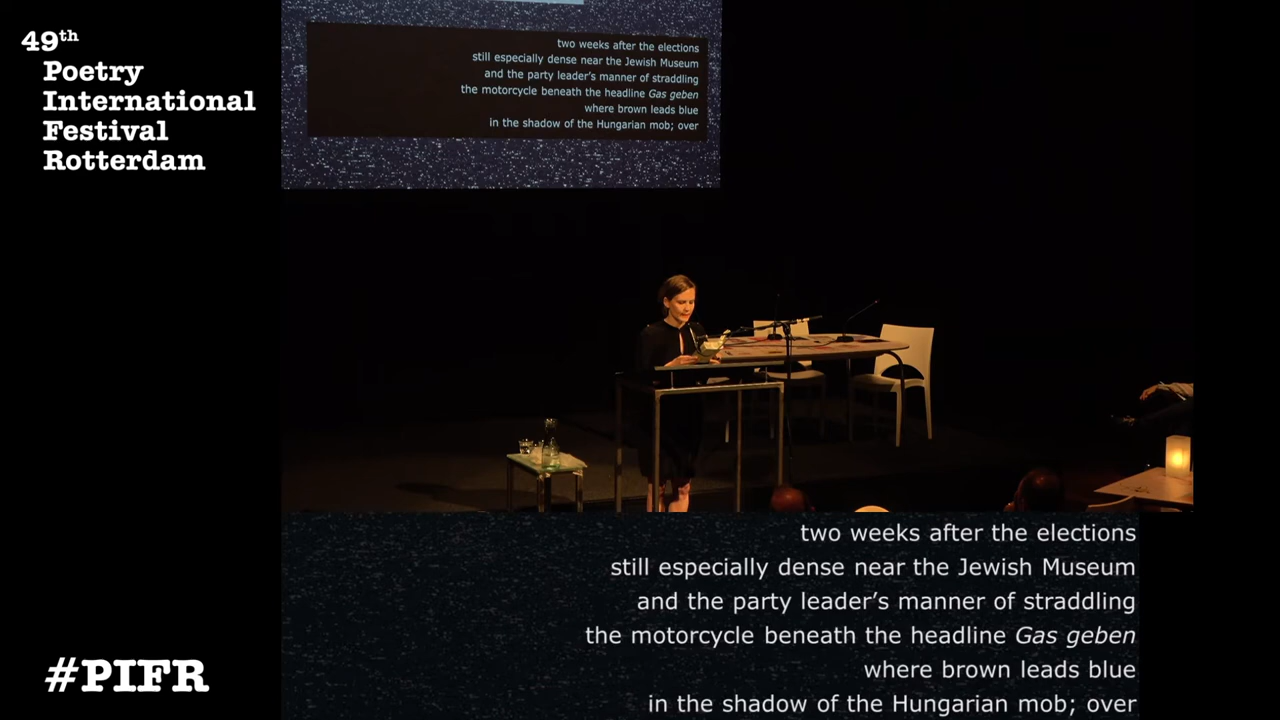 49th
Poetry
International
Festival
Rotterdam
two weeks after the elections
still especially dense near the Jewish Museum
and the party leader's manner of straddling
the motorcycle beneath the headline Gas geben
where brown leads blue
in the shadow of the Hungarian mob; over
two weeks after the elections
still especially dense near the Jewish Museum
and the party leader’s manner of straddling
the motorcycle beneath the headline Gas geben
where brown leads blue
in the shadow of the Hungarian mob; over
#PIFR